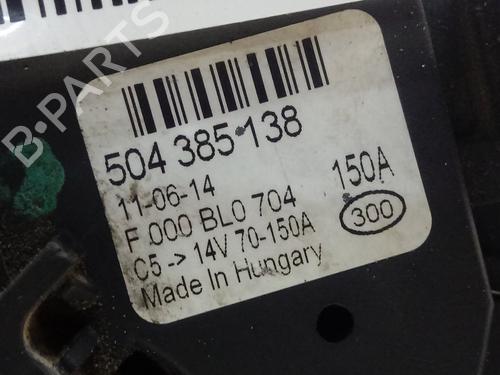 B-PARTS
504 385 138
11-06-14
150A
F 000 BL0 704
300
C5 -> 14V 70-150A
Made In Hungary